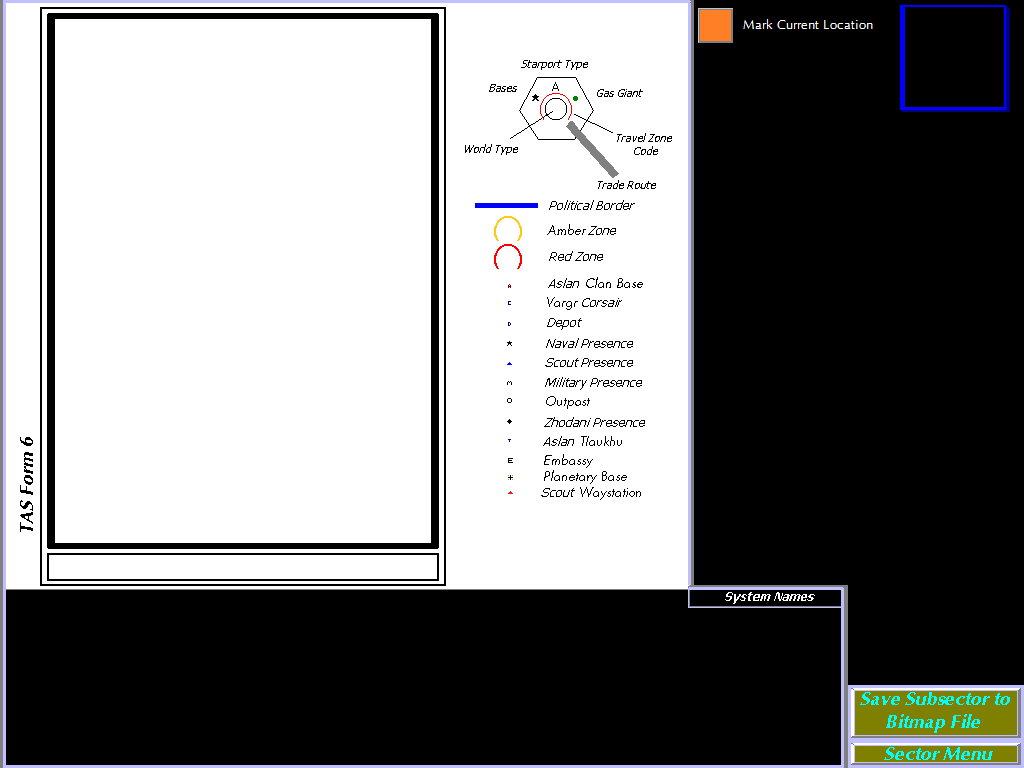 Mark Current Location
Starport Type
Bases
A
Gas Giant
World Type
Travel Zone
Code
Trade Route
Political Border
Amber Zone
Red Zone
A Aslan Clan Base
C Vargr Corsair
D Depot
Naval Presence
Scout Presence
M Military Presence
Outpost
Zhodani Presence
T Aslan Tlaukhu
E Embassy
Planetary Base
Scout Waystation
TAS Form 6
System Names
Save Subsector to
Bitmap File
Sector Menu